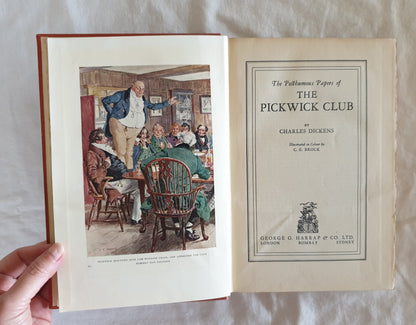 The Posthumous Papers of
THE
PICKWICK CLUB
BY
CHARLES DICKENS
Illustrated in Colour by
C. E. BROCK
GEORGE G. HARRAP & CO. LTD.
LONDON BOMBAY SYDNEY